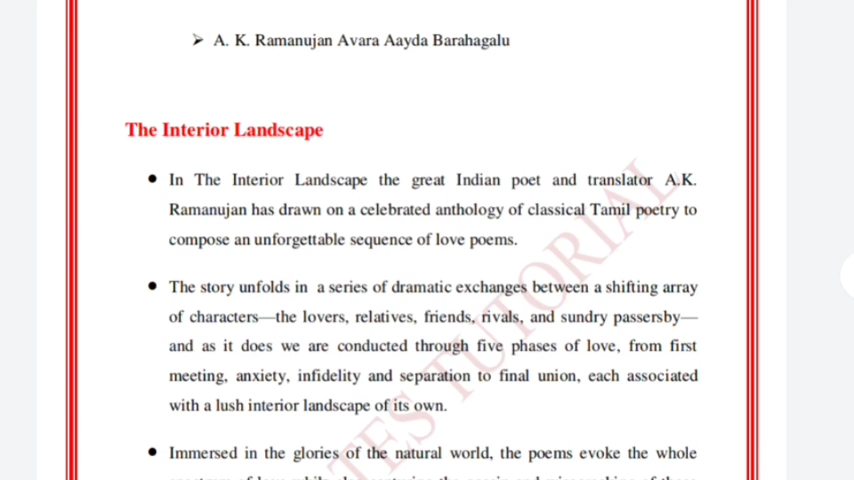 ➢ A. K. Ramanujan Avara Aayda Barahagalu
The Interior Landscape
● In The Interior Landscape the great Indian poet and translator A.K.
Ramanujan has drawn on a celebrated anthology of classical Tamil poetry to
compose an unforgettable sequence of love poems.
● The story unfolds in a series of dramatic exchanges between a shifting array
of characters—the lovers, relatives, friends, rivals, and sundry passersby—
and as it does we are conducted through five phases of love, from first
meeting, anxiety, infidelity and separation to final union, each associated
with a lush interior landscape of its own.
● Immersed in the glories of the natural world, the poems evoke the whole
TES TUTORIAL